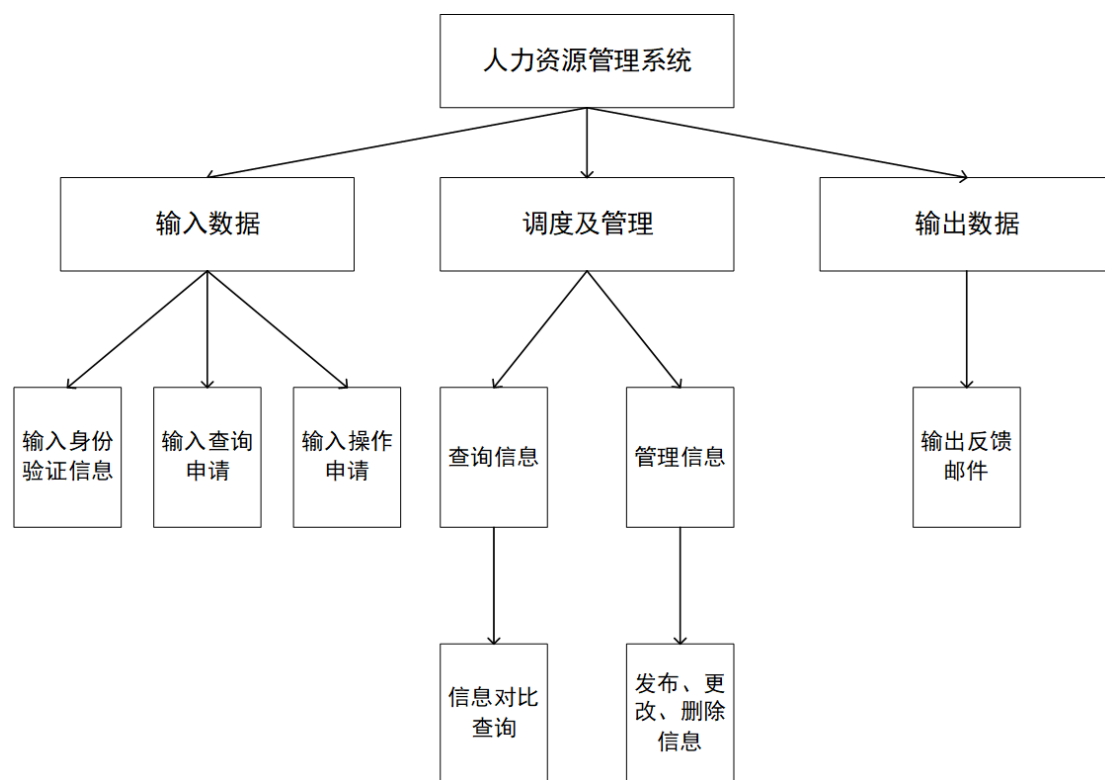 人力资源管理系统
输入数据
调度及管理
输出数据
输入身份
验证信息
输入查询
申请
输入操作
申请
查询信息
管理信息
输出反馈
邮件
信息对比
查询
发布、更
改、删除
信息